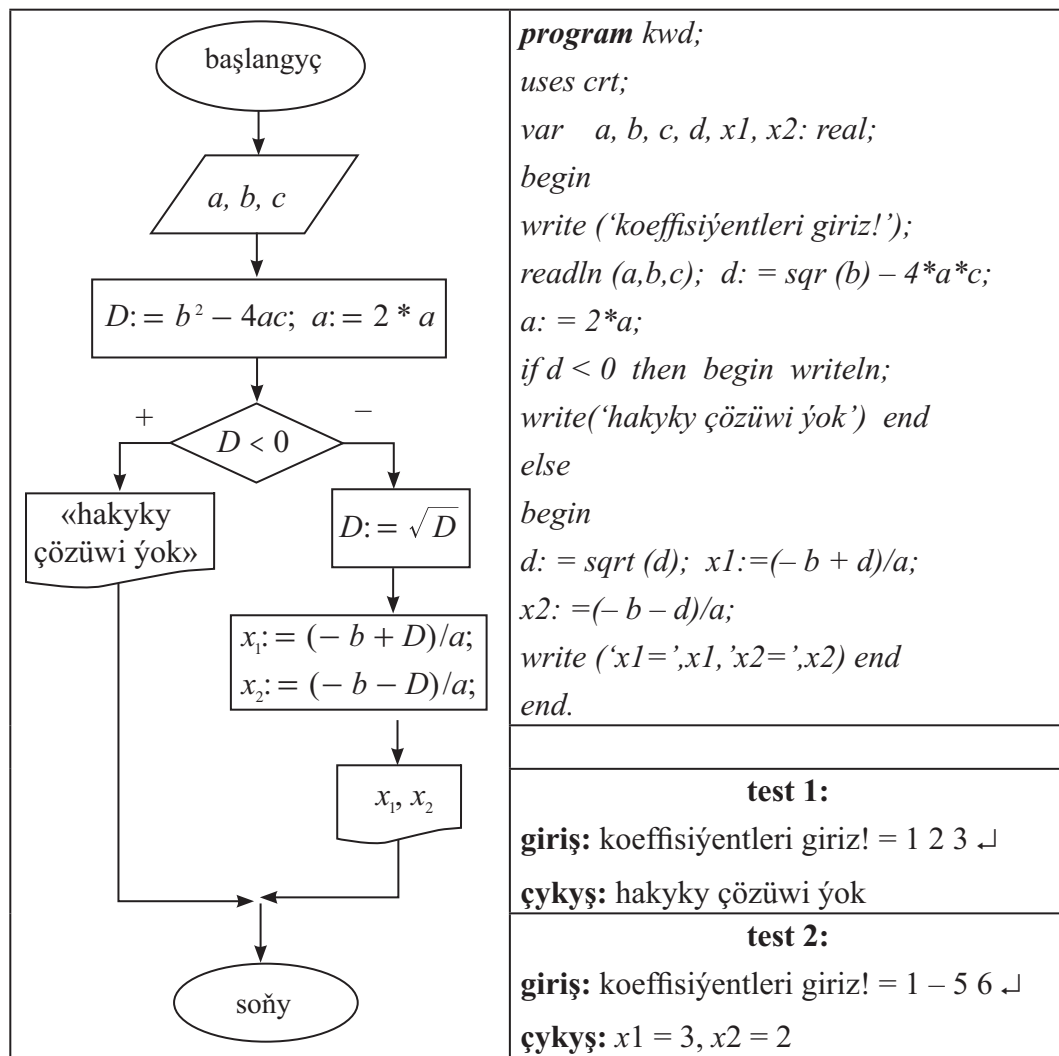 başlangyç
a, b, c
D: = b² – 4ac; a: = 2 * a
+
–
D < 0
«hakyky
çözüwi ýok»
D: = √D
x₁: = (– b + D)/a;
x₂: = (– b – D)/a;
x₁, x₂
soňy
program kwd;
uses crt;
var a, b, c, d, x1, x2: real;
begin
write (‘koeffisiýentleri giriz!’);
readln (a,b,c); d: = sqr (b) – 4*a*c;
a: = 2*a;
if d < 0 then begin writeln;
write(‘hakyky çözüwi ýok’) end
else
begin
d: = sqrt (d); x1:=(– b + d)/a;
x2: =(– b – d)/a;
write (‘x1=’,x1,’x2=’,x2) end
end.
test 1:
giriş: koeffisiýentleri giriz! = 1 2 3 ↵
çykyş: hakyky çözüwi ýok
test 2:
giriş: koeffisiýentleri giriz! = 1 – 5 6 ↵
çykyş: x1 = 3, x2 = 2